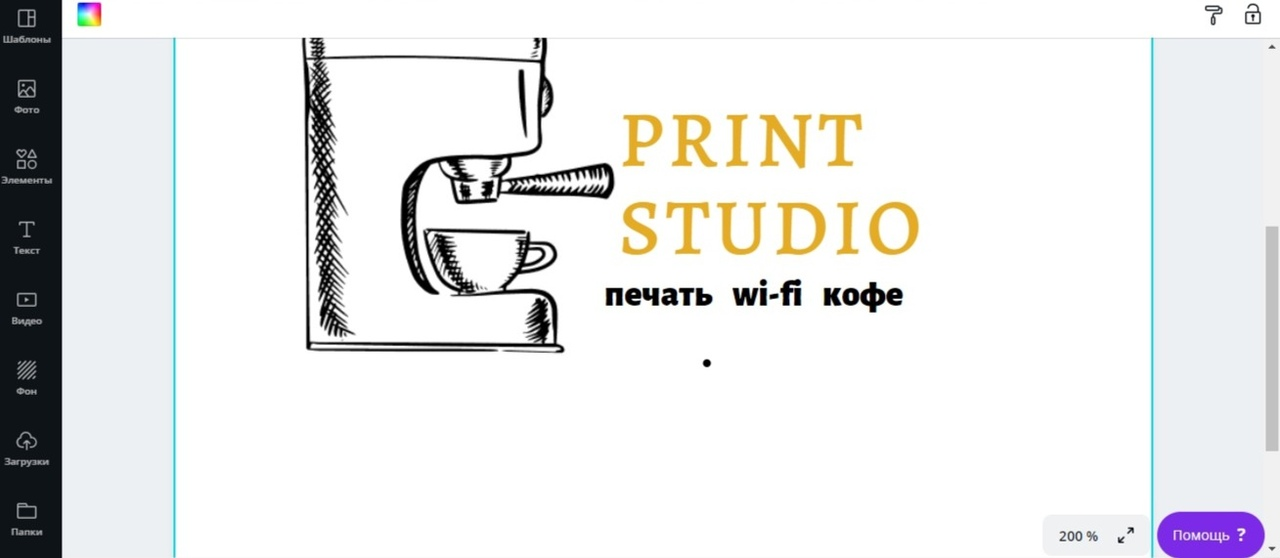 Шаблоны
Фото
Элементы
Текст
Видео
Фон
Загрузки
Папки
PRINT
STUDIO
печать wi-fi кофе
•
200 %
Помощь ?